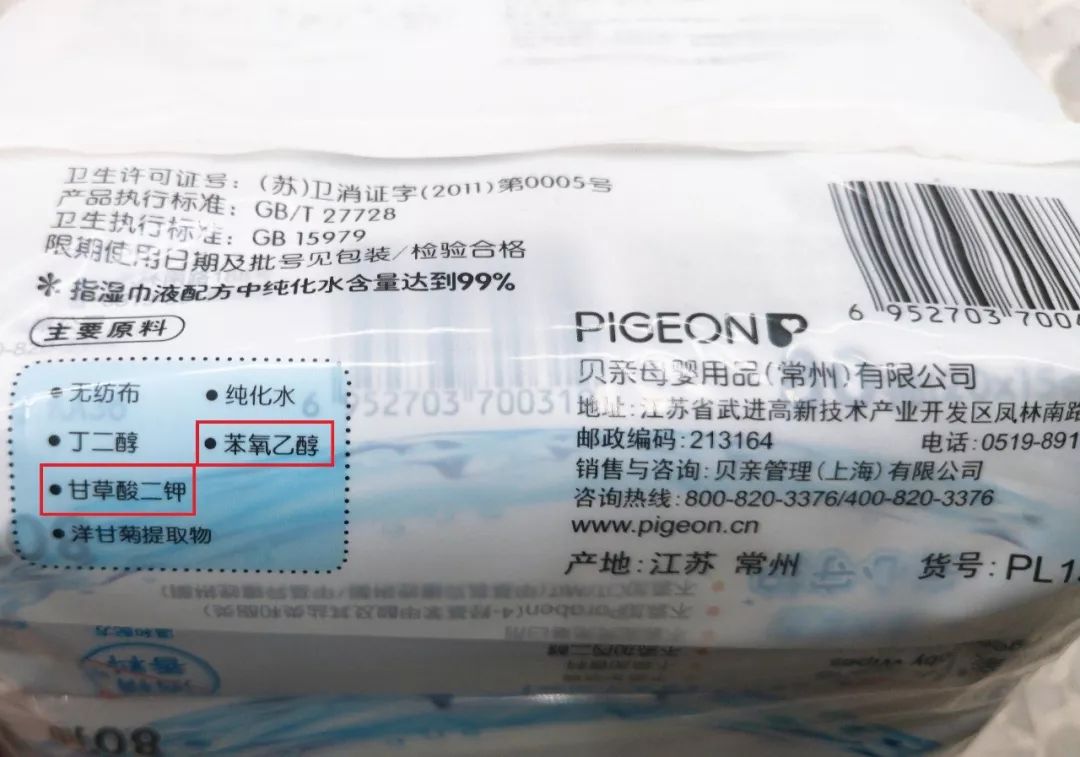 卫生许可证号：(苏)卫消证字(2011)第0005号
产品执行标准：GB/T 27728
卫生执行标准：GB 15979
限期使用日期及批号见包装/检验合格
*指湿巾液配方中纯化水含量达到99%
主要原料
•无纺布 •纯化水
•丁二醇 •苯氧乙醇
•甘草酸二钾
•洋甘菊提取物
6 952703 700
PIGEON
贝亲母婴用品(常州)有限公司
地址:江苏省武进高新技术产业开发区凤林南路
邮政编码:213164 电话:0519-891
销售与咨询:贝亲管理(上海)有限公司
咨询热线:800-820-3376/400-820-3376
www.pigeon.cn
产地:江苏 常州 货号:PL1
6 952703 70031